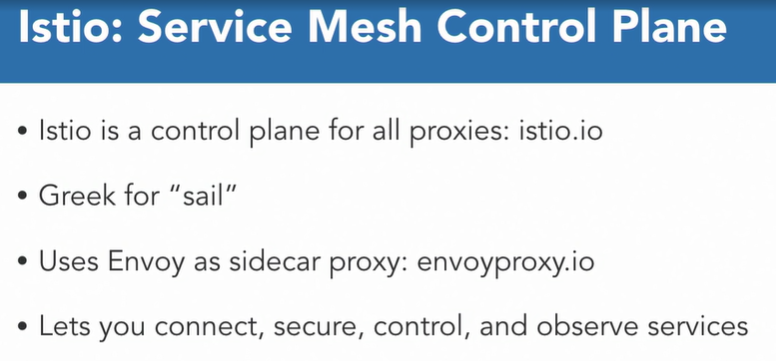 Istio: Service Mesh Control Plane
• Istio is a control plane for all proxies: istio.io
• Greek for “sail”
• Uses Envoy as sidecar proxy: envoyproxy.io
• Lets you connect, secure, control, and observe services